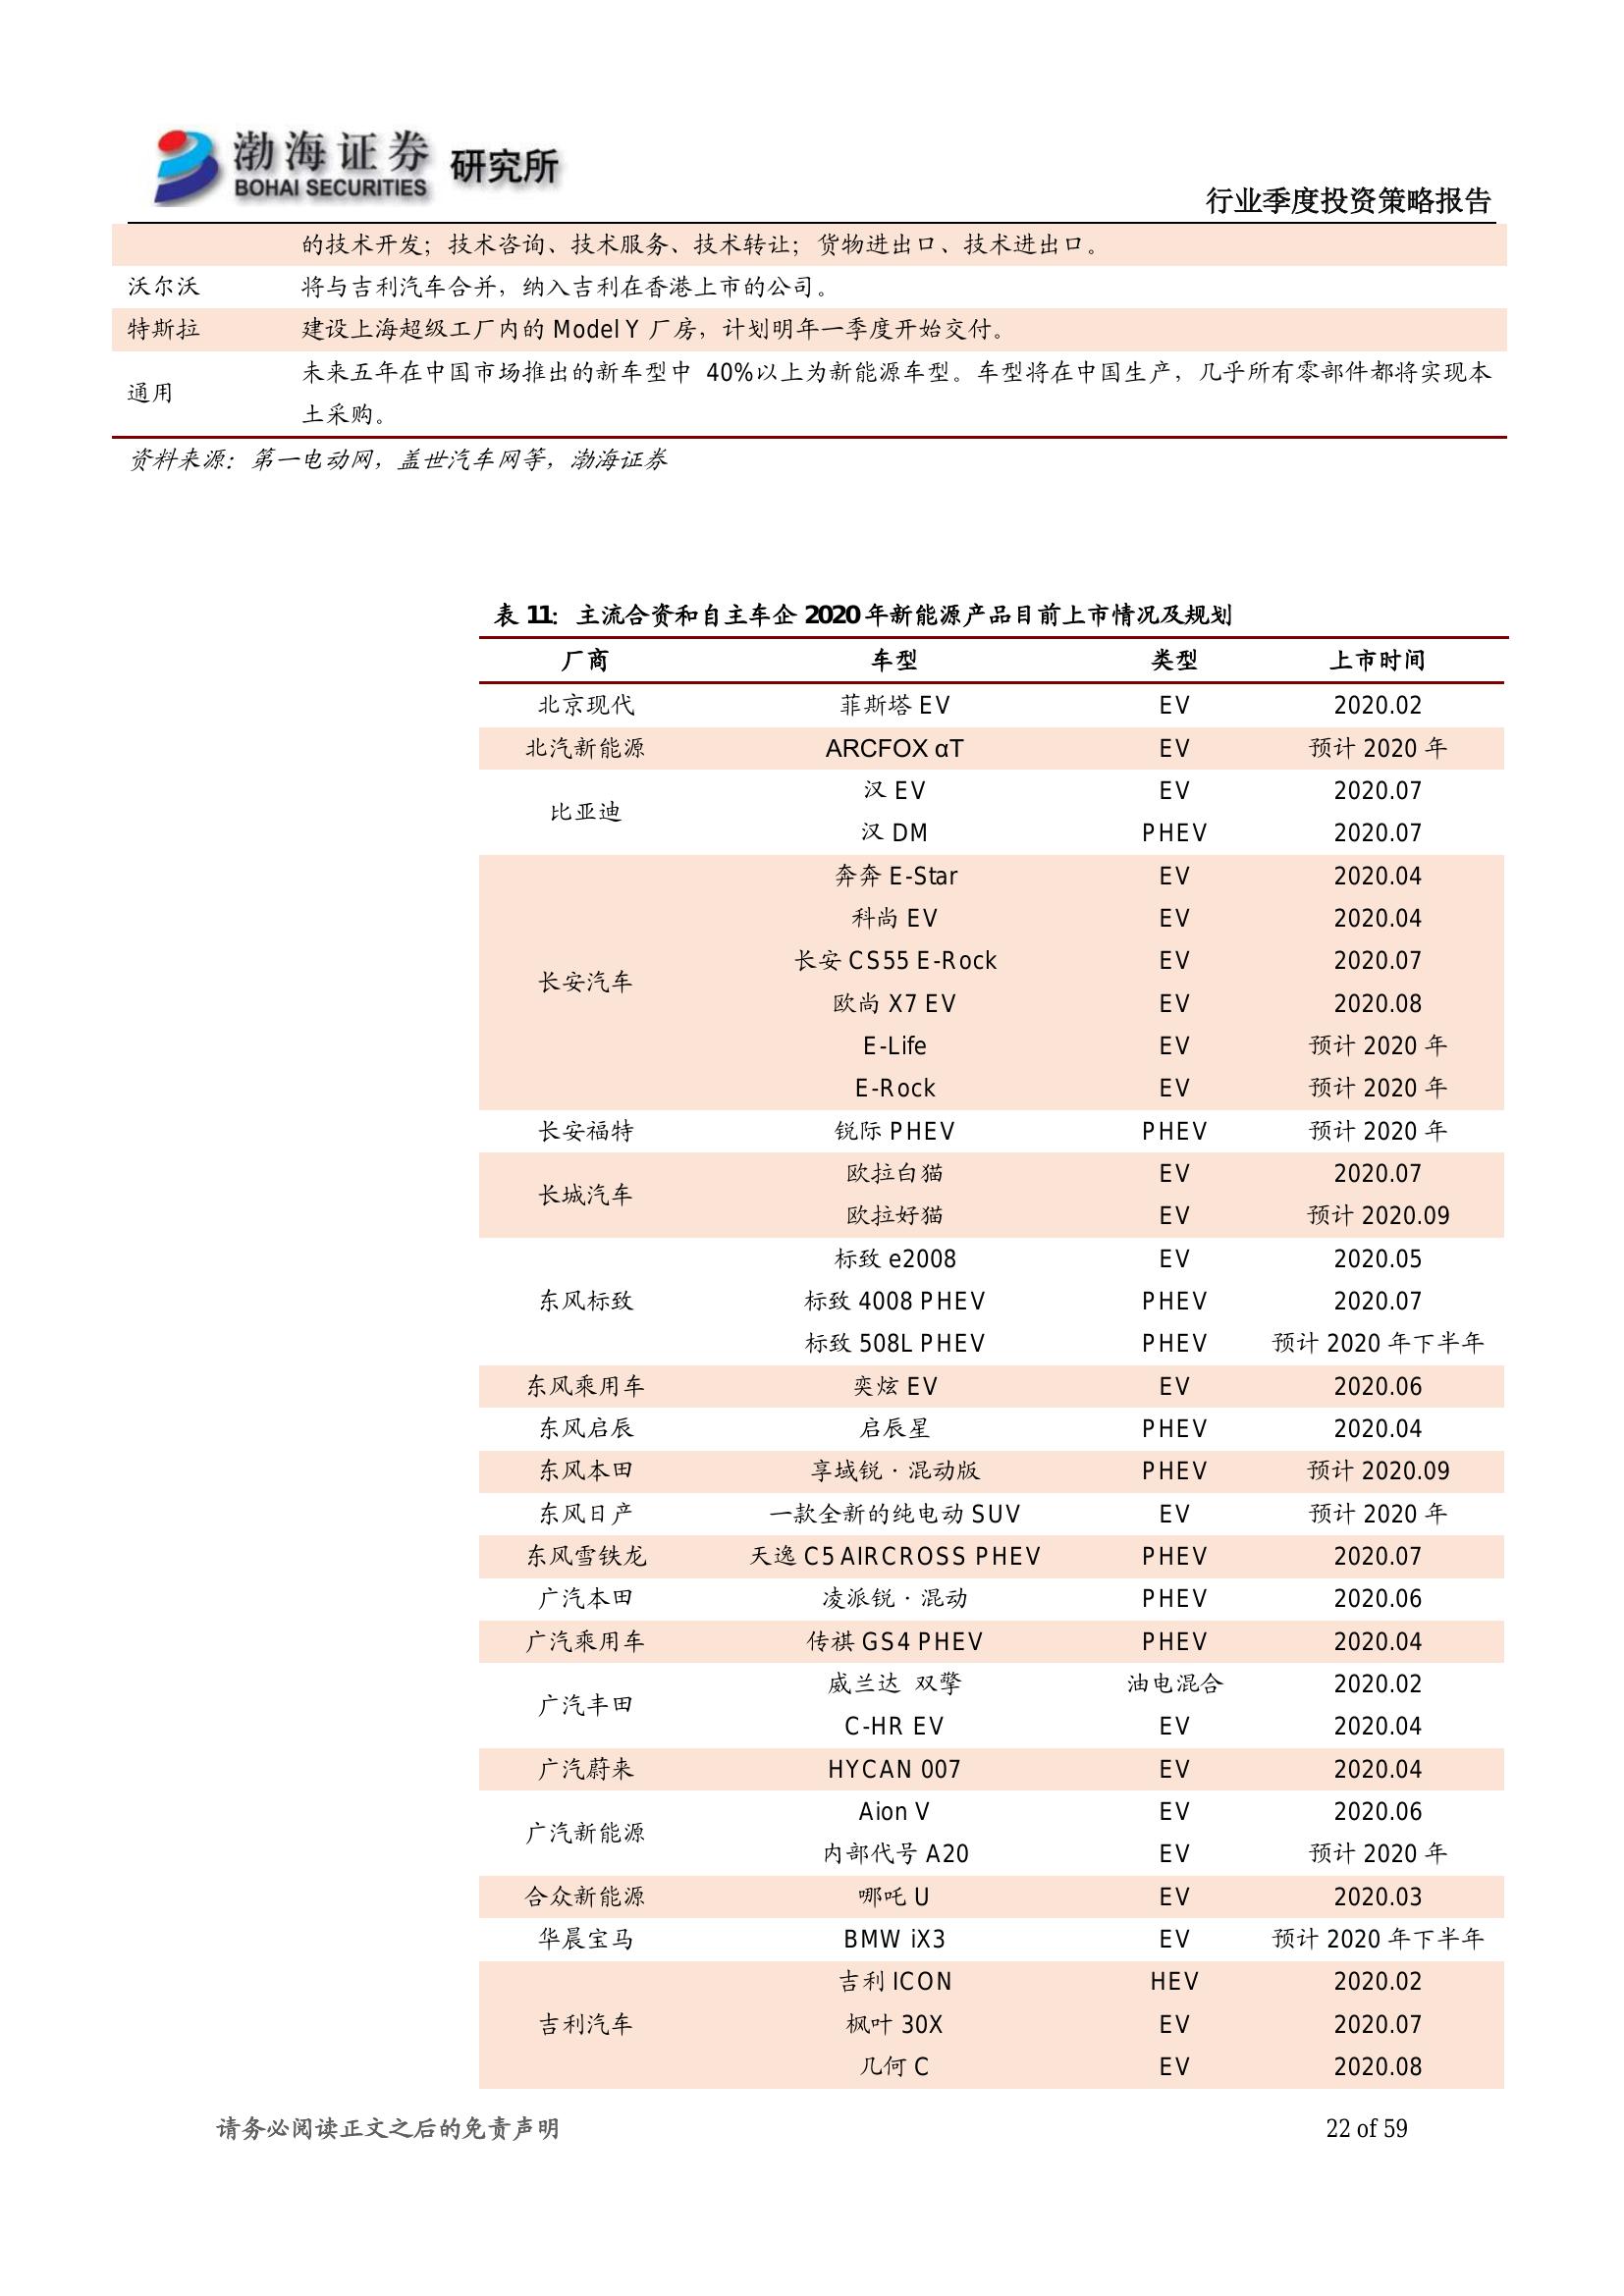 渤海证券 研究所
BOHAI SECURITIES
行业季度投资策略报告
的技术开发；技术咨询、技术服务、技术转让；货物进出口、技术进出口。
沃尔沃 将与吉利汽车合并，纳入吉利在香港上市的公司。
特斯拉 建设上海超级工厂内的 Model Y 厂房，计划明年一季度开始交付。
通用 未来五年在中国市场推出的新车型中 40%以上为新能源车型。车型将在中国生产，几乎所有零部件都将实现本
土采购。
资料来源：第一电动网，盖世汽车网等，渤海证券
表 11：主流合资和自主车企 2020 年新能源产品目前上市情况及规划
厂商 车型 类型 上市时间
北京现代 菲斯塔 EV EV 2020.02
北汽新能源 ARCFOX αT EV 预计 2020 年
比亚迪 汉 EV EV 2020.07
汉 DM PHEV 2020.07
长安汽车 奔奔 E-Star EV 2020.04
科尚 EV EV 2020.04
长安 CS55 E-Rock EV 2020.07
欧尚 X7 EV EV 2020.08
E-Life EV 预计 2020 年
E-Rock EV 预计 2020 年
长安福特 锐际 PHEV PHEV 预计 2020 年
长城汽车 欧拉白猫 EV 2020.07
欧拉好猫 EV 预计 2020.09
东风标致 标致 e2008 EV 2020.05
标致 4008 PHEV PHEV 2020.07
标致 508L PHEV PHEV 预计 2020 年下半年
东风乘用车 奕炫 EV EV 2020.06
东风启辰 启辰星 PHEV 2020.04
东风本田 享域锐·混动版 PHEV 预计 2020.09
东风日产 一款全新的纯电动 SUV EV 预计 2020 年
东风雪铁龙 天逸 C5 AIRCROSS PHEV PHEV 2020.07
广汽本田 凌派锐·混动 PHEV 2020.06
广汽乘用车 传祺 GS4 PHEV PHEV 2020.04
广汽丰田 威兰达 双擎 油电混合 2020.02
C-HR EV EV 2020.04
广汽蔚来 HYCAN 007 EV 2020.04
广汽新能源 Aion V EV 2020.06
内部代号 A20 EV 预计 2020 年
合众新能源 哪吒 U EV 2020.03
华晨宝马 BMW iX3 EV 预计 2020 年下半年
吉利汽车 吉利 ICON HEV 2020.02
枫叶 30X EV 2020.07
几何 C EV 2020.08
请务必阅读正文之后的免责声明 22 of 59